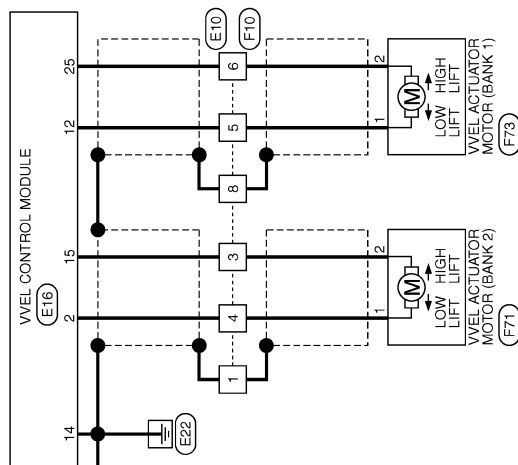 E10
F10
VVEL CONTROL MODULE
E16
25
6
2
HIGH LIFT
M
LOW LIFT
VVEL ACTUATOR
MOTOR (BANK 1)
F73
12
5
1
8
15
3
2
HIGH LIFT
M
LOW LIFT
VVEL ACTUATOR
MOTOR (BANK 2)
F71
2
4
1
1
14
E22